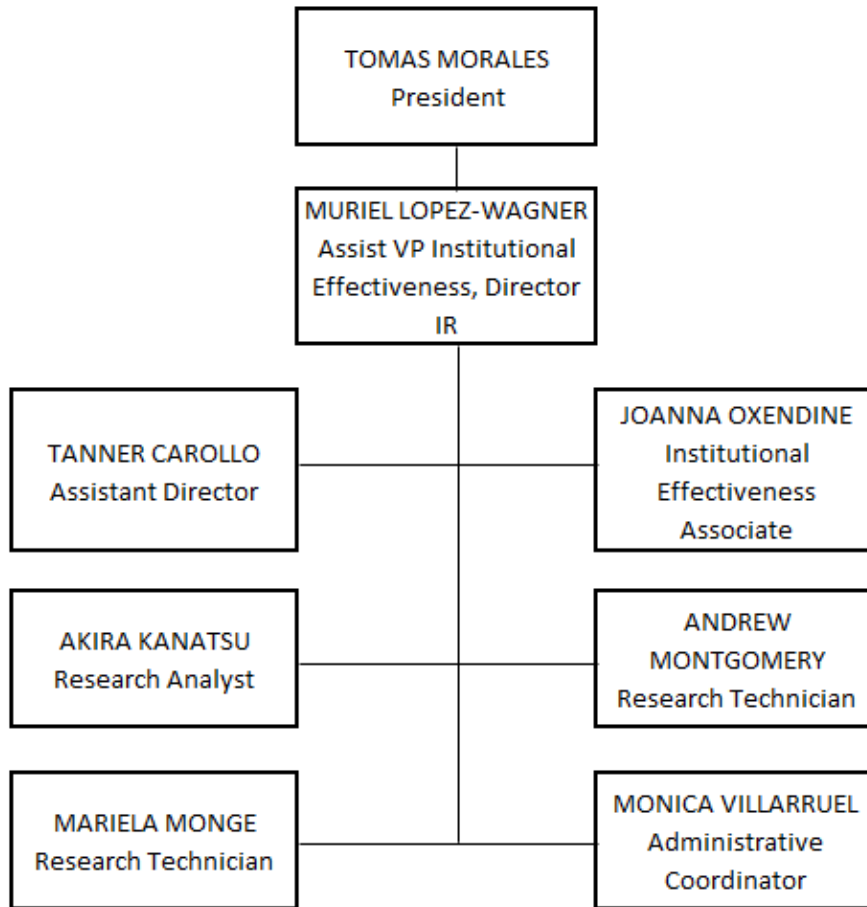 TOMAS MORALES
President
MURIEL LOPEZ-WAGNER
Assist VP Institutional
Effectiveness, Director
IR
TANNER CAROLLO
Assistant Director
JOANNA OXENDINE
Institutional
Effectiveness
Associate
AKIRA KANATSU
Research Analyst
ANDREW
MONTGOMERY
Research Technician
MARIELA MONGE
Research Technician
MONICA VILLARRUEL
Administrative
Coordinator